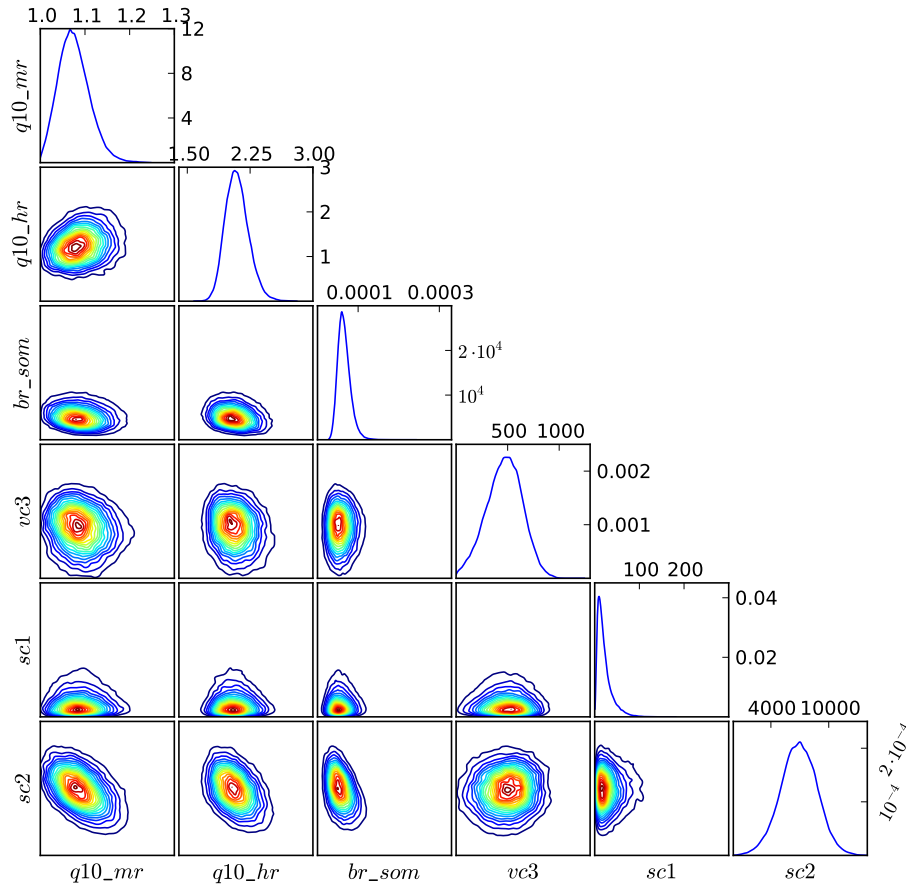 1.0 1.1 1.2 1.3
q10_mr
12
8
4
1.50 2.25 3.00
q10_hr
3
2
1
0.0001 0.0003
br_som
2·10⁻⁴
10⁴
500 1000
vc3
0.002
0.001
100 200
sc1
0.04
0.02
4000 10000
sc2
2·10⁻⁴
10⁻⁴
q10_mr q10_hr br_som vc3 sc1 sc2